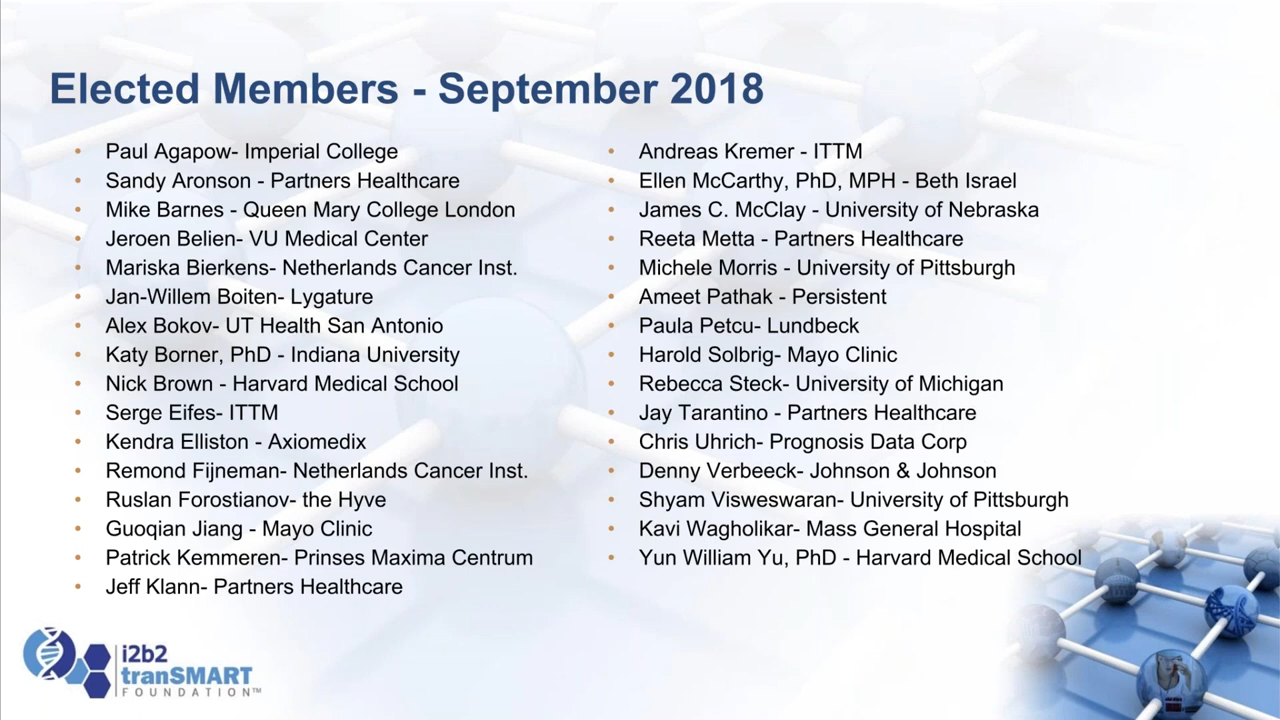 Elected Members - September 2018
• Paul Agapow- Imperial College
• Sandy Aronson - Partners Healthcare
• Mike Barnes - Queen Mary College London
• Jeroen Belien- VU Medical Center
• Mariska Bierkens- Netherlands Cancer Inst.
• Jan-Willem Boiten- Lygature
• Alex Bokov- UT Health San Antonio
• Katy Borner, PhD - Indiana University
• Nick Brown - Harvard Medical School
• Serge Eifes- ITTM
• Kendra Elliston - Axiomedix
• Remond Fijneman- Netherlands Cancer Inst.
• Ruslan Forostianov- the Hyve
• Guoqian Jiang - Mayo Clinic
• Patrick Kemmeren- Prinses Maxima Centrum
• Jeff Klann- Partners Healthcare
• Andreas Kremer - ITTM
• Ellen McCarthy, PhD, MPH - Beth Israel
• James C. McClay - University of Nebraska
• Reeta Metta - Partners Healthcare
• Michele Morris - University of Pittsburgh
• Ameet Pathak - Persistent
• Paula Petcu- Lundbeck
• Harold Solbrig- Mayo Clinic
• Rebecca Steck- University of Michigan
• Jay Tarantino - Partners Healthcare
• Chris Uhrich- Prognosis Data Corp
• Denny Verbeeck- Johnson & Johnson
• Shyam Visweswaran- University of Pittsburgh
• Kavi Wagholikar- Mass General Hospital
• Yun William Yu, PhD - Harvard Medical School
i2b2
tranSMART
FOUNDATION™